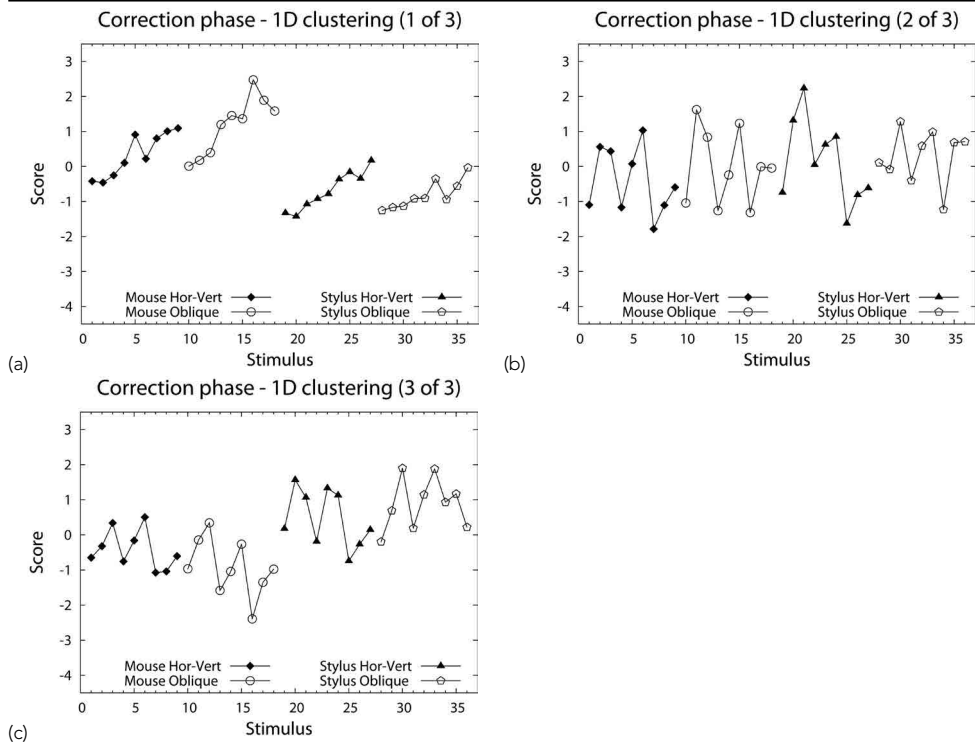 Correction phase - 1D clustering (1 of 3)
3
2
1
0
-1
-2
-3
-4
Score
Mouse Hor-Vert
Mouse Oblique
Stylus Hor-Vert
Stylus Oblique
0 5 10 15 20 25 30 35
Stimulus
(a)
Correction phase - 1D clustering (2 of 3)
3
2
1
0
-1
-2
-3
-4
Score
Mouse Hor-Vert
Mouse Oblique
Stylus Hor-Vert
Stylus Oblique
0 5 10 15 20 25 30 35
Stimulus
(b)
Correction phase - 1D clustering (3 of 3)
3
2
1
0
-1
-2
-3
-4
Score
Mouse Hor-Vert
Mouse Oblique
Stylus Hor-Vert
Stylus Oblique
0 5 10 15 20 25 30 35
Stimulus
(c)